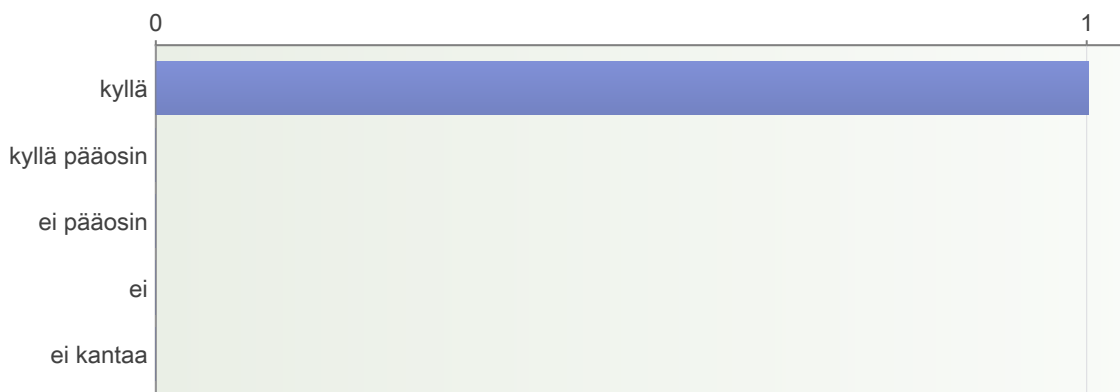 0 1
kyllä
kyllä pääosin
ei pääosin
ei
ei kantaa